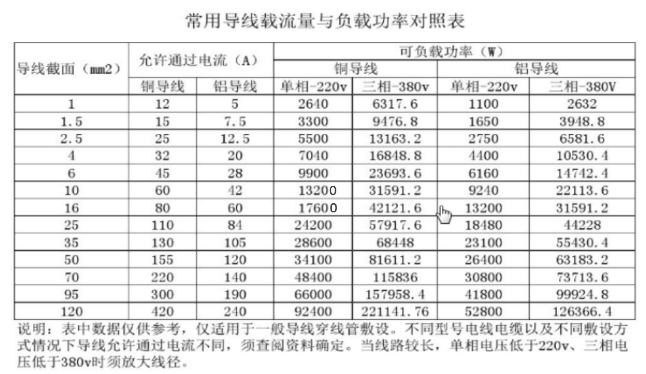 常用导线载流量与负载功率对照表
导线截面（mm2） 允许通过电流（A） 可负载功率（W）
铜导线 铝导线
铜导线 铝导线 单相-220v 三相-380v 单相-220v 三相-380V
1 12 5 2640 6317.6 1100 2632
1.5 15 7.5 3300 9476.8 1650 3948.8
2.5 25 12.5 5500 13163.2 2750 6581.6
4 32 20 7040 16848.8 4400 10530.4
6 45 28 9900 23693.6 6160 14742.4
10 60 42 13200 31591.2 9240 22113.6
16 80 60 17600 42121.6 13200 31591.2
25 110 84 24200 57917.6 18480 44228
35 130 105 28600 68448 23100 55430.4
50 155 120 34100 81611.2 26400 63183.2
70 220 140 48400 115836 30800 73713.6
95 300 190 66000 157958.4 41800 99924.8
120 420 240 92400 221141.76 52800 126366.4
说明：表中数据仅供参考，仅适用于一般导线穿线管敷设。不同型号电线电缆以及不同敷设方
式情况下导线允许通过电流不同，须查阅资料确定。当线路较长，单相电压低于220v、三相电
压低于380v时须放大线径。